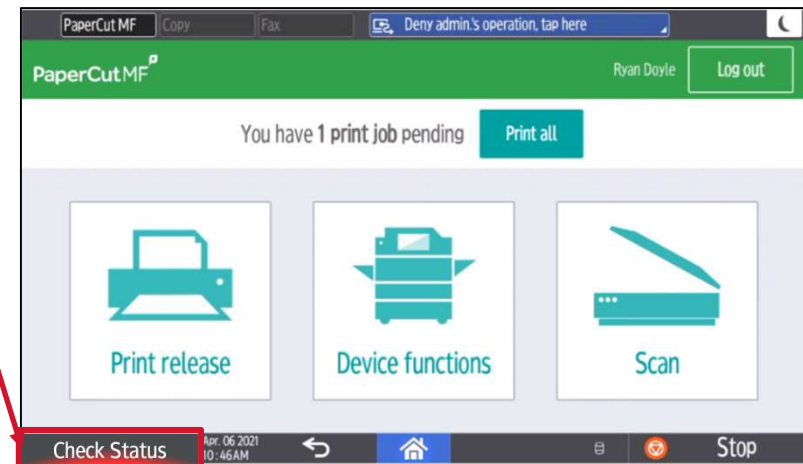 PaperCut MF Copy Fax Deny admin.'s operation, tap here
PaperCutMF Ryan Doyle Log out
You have 1 print job pending Print all
Print release Device functions Scan
Check Status Apr. 06 2021 Stop
10:46AM